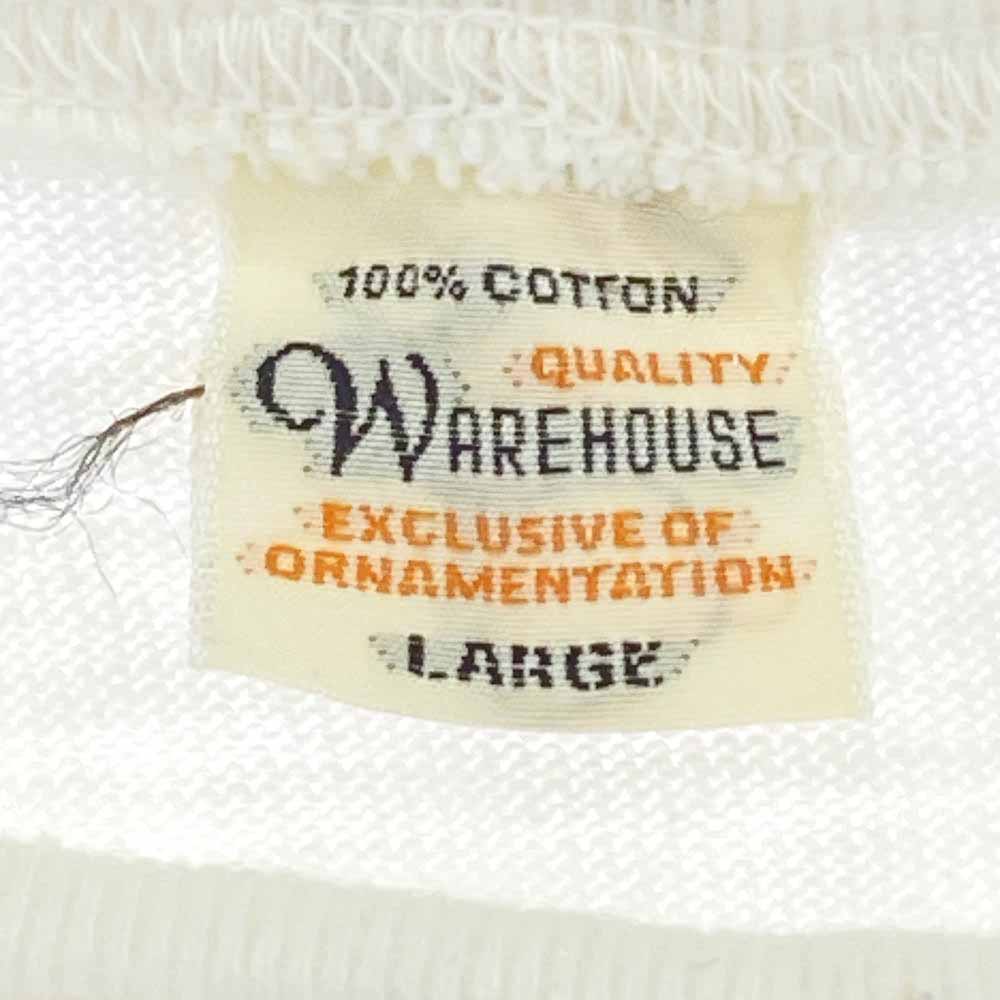 100% COTTON
QUALITY
WAREHOUSE
EXCLUSIVE OF
ORNAMENTATION
LARGE